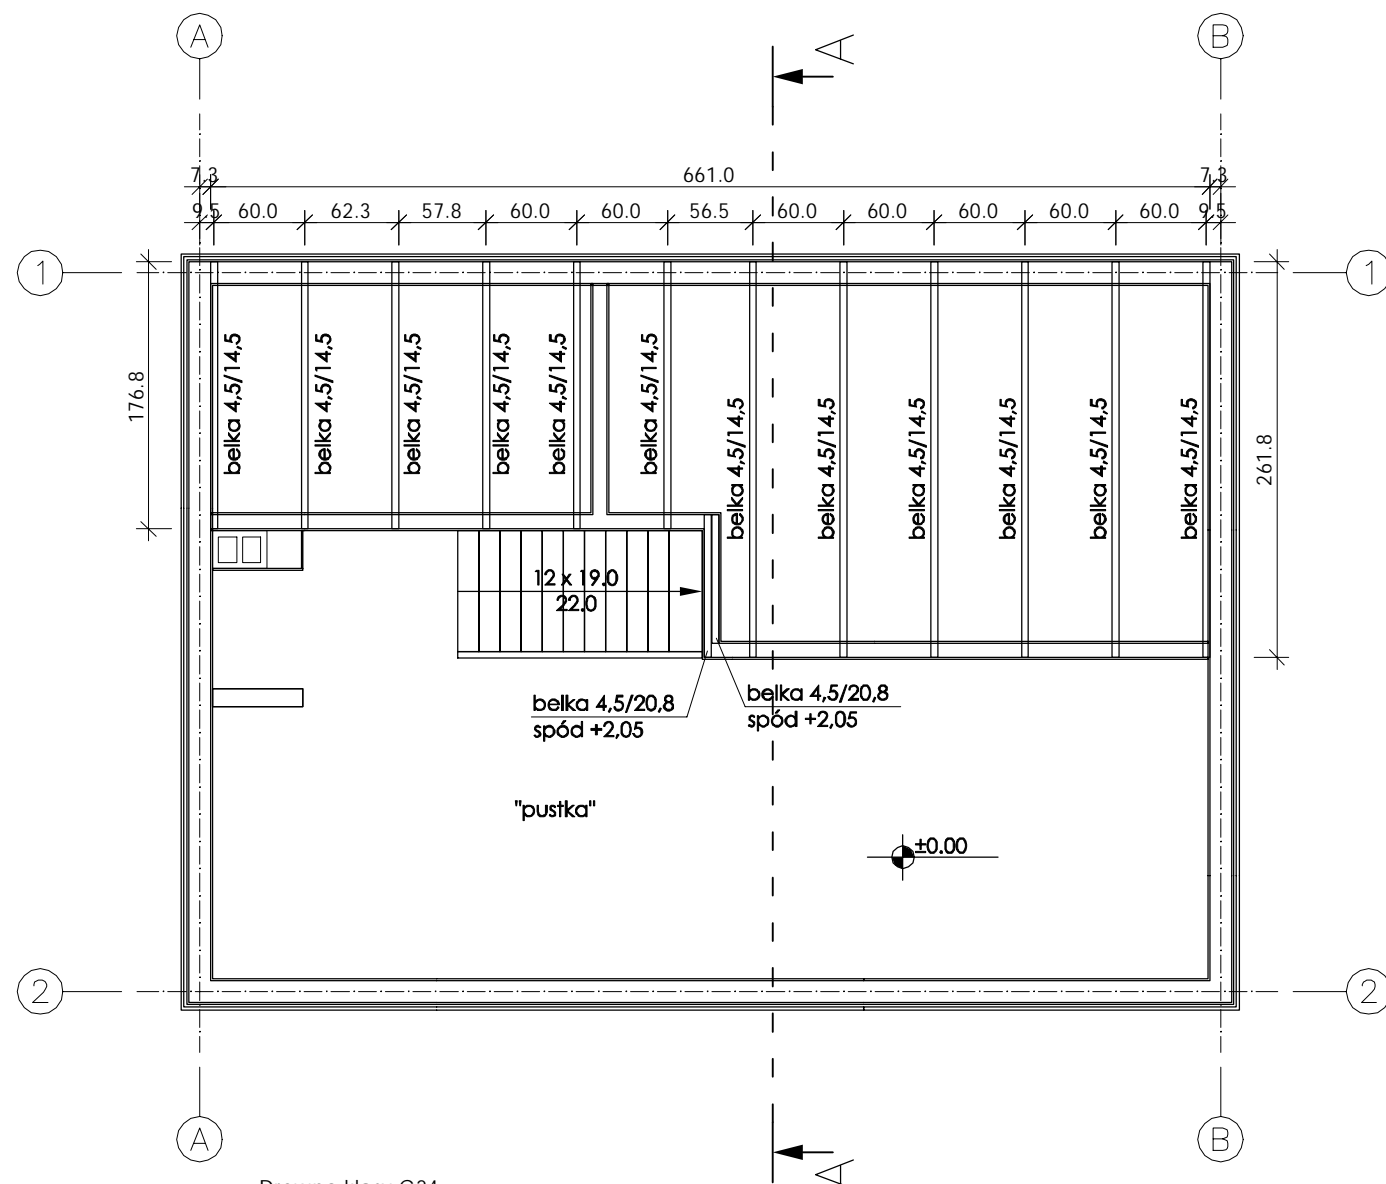 A
B
A
7.3
661.0
7.3
9.5
60.0
62.3
57.8
60.0
60.0
56.5
60.0
60.0
60.0
60.0
60.0
9.5
1
1
176.8
261.8
belka 4,5/14,5
belka 4,5/14,5
belka 4,5/14,5
belka 4,5/14,5
belka 4,5/14,5
belka 4,5/14,5
belka 4,5/14,5
belka 4,5/14,5
belka 4,5/14,5
belka 4,5/14,5
belka 4,5/14,5
belka 4,5/14,5
12 x 19.0
22.0
belka 4,5/20,8
spód +2,05
belka 4,5/20,8
spód +2,05
"pustka"
±0.00
2
2
A
B
A